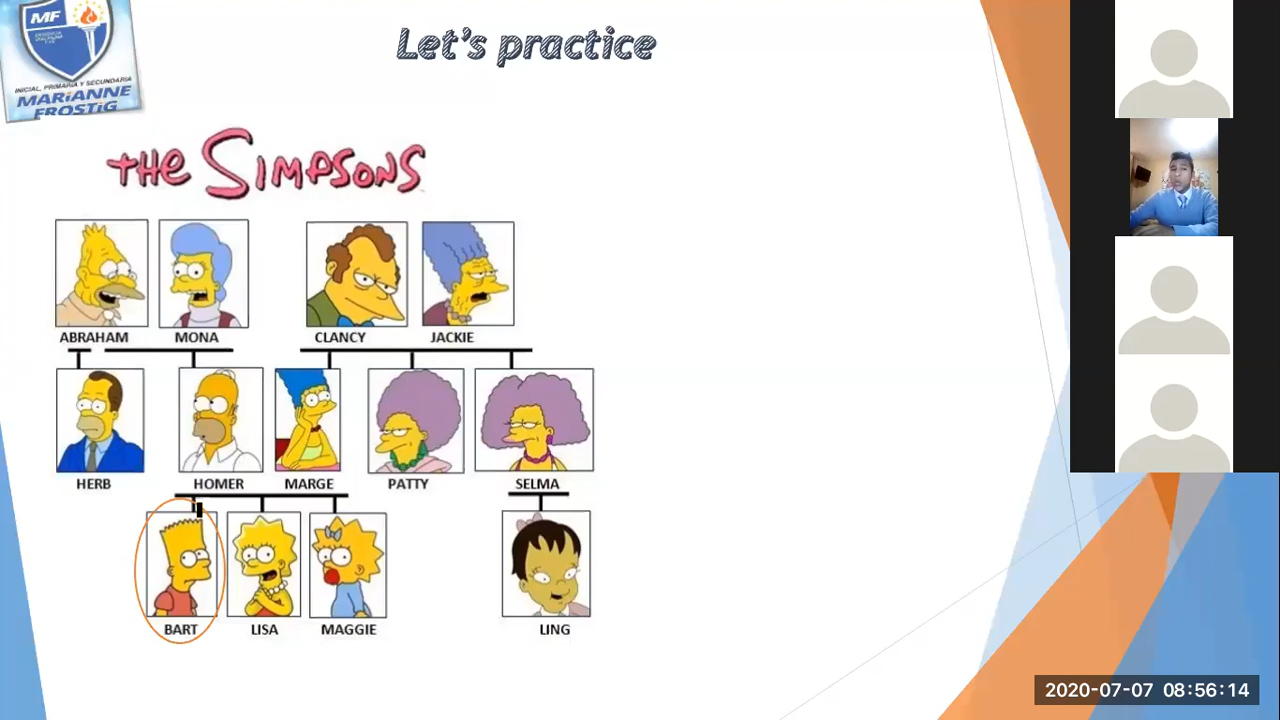 Let's practice
MF
INICIAL, PRIMARIA Y SECUNDARIA
MARIANNE
FROSTIG
THE SIMPSONS
ABRAHAM MONA CLANCY JACKIE
HERB HOMER MARGE PATTY SELMA
BART LISA MAGGIE LING
2020-07-07 08:56:14